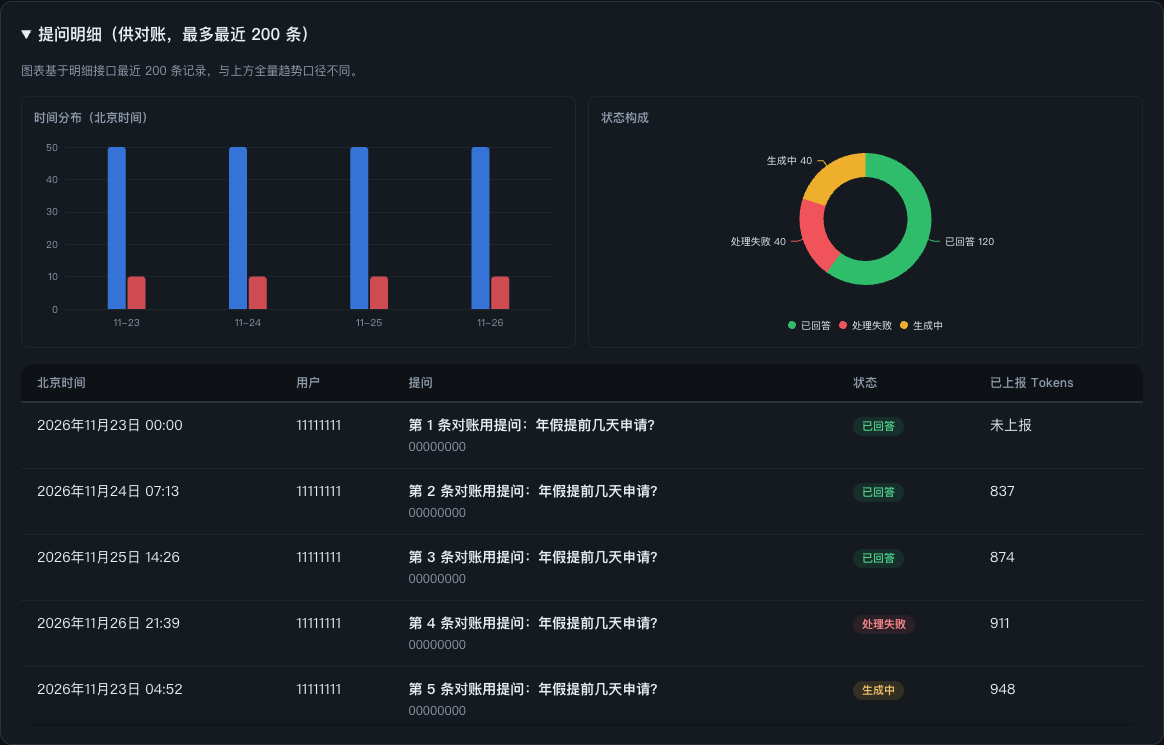 ▼ 提问明细（供对账，最多最近 200 条）
图表基于明细接口最近 200 条记录，与上方全量趋势口径不同。
时间分布（北京时间）
50
40
30
20
10
0
11-23
11-24
11-25
11-26
状态构成
生成中 40
处理失败 40
已回答 120
已回答 处理失败 生成中
北京时间 用户 提问 状态 已上报 Tokens
2026年11月23日 00:00 11111111 第 1 条对账用提问：年假提前几天申请？ 已回答 未上报
00000000
2026年11月24日 07:13 11111111 第 2 条对账用提问：年假提前几天申请？ 已回答 837
00000000
2026年11月25日 14:26 11111111 第 3 条对账用提问：年假提前几天申请？ 已回答 874
00000000
2026年11月26日 21:39 11111111 第 4 条对账用提问：年假提前几天申请？ 处理失败 911
00000000
2026年11月23日 04:52 11111111 第 5 条对账用提问：年假提前几天申请？ 生成中 948
00000000